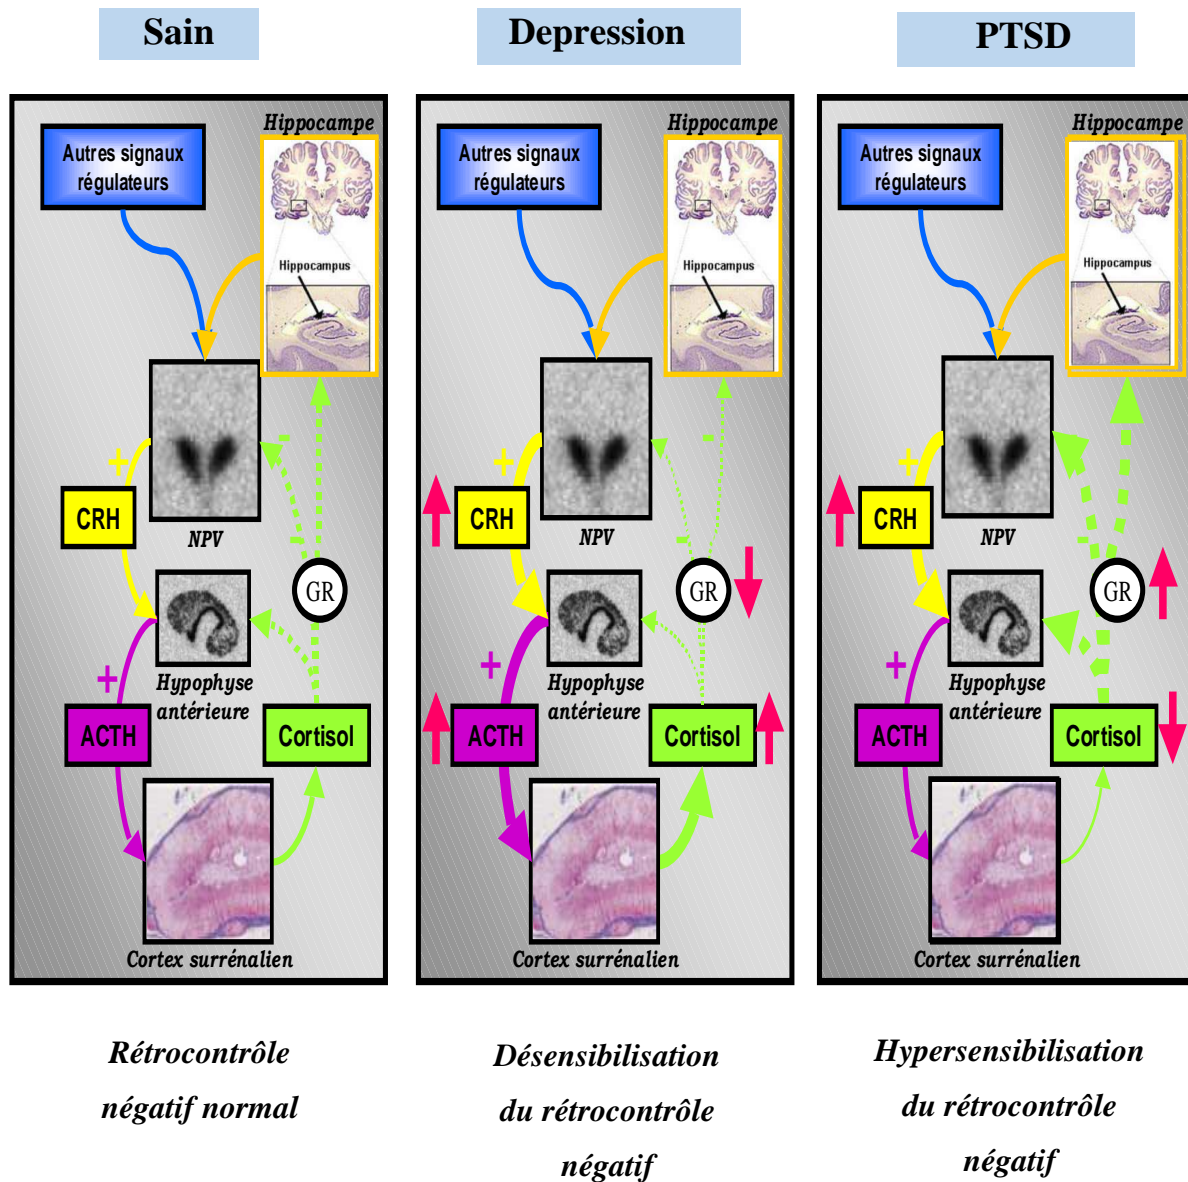 Sain
Depression
PTSD
Hippocampe
Autres signaux
régulateurs
Hippocampus
+
-
CRH
NPV
-
GR
+
Hypophyse
antérieure
ACTH
Cortisol
Cortex surrénalien
Hippocampe
Autres signaux
régulateurs
Hippocampus
+
-
CRH
NPV
-
GR
+
Hypophyse
antérieure
ACTH
Cortisol
Cortex surrénalien
Hippocampe
Autres signaux
régulateurs
Hippocampus
+
-
CRH
NPV
-
GR
+
Hypophyse
antérieure
ACTH
Cortisol
Cortex surrénalien
Rétrocontrôle
négatif normal
Désensibilisation
du rétrocontrôle
négatif
Hypersensibilisation
du rétrocontrôle
négatif